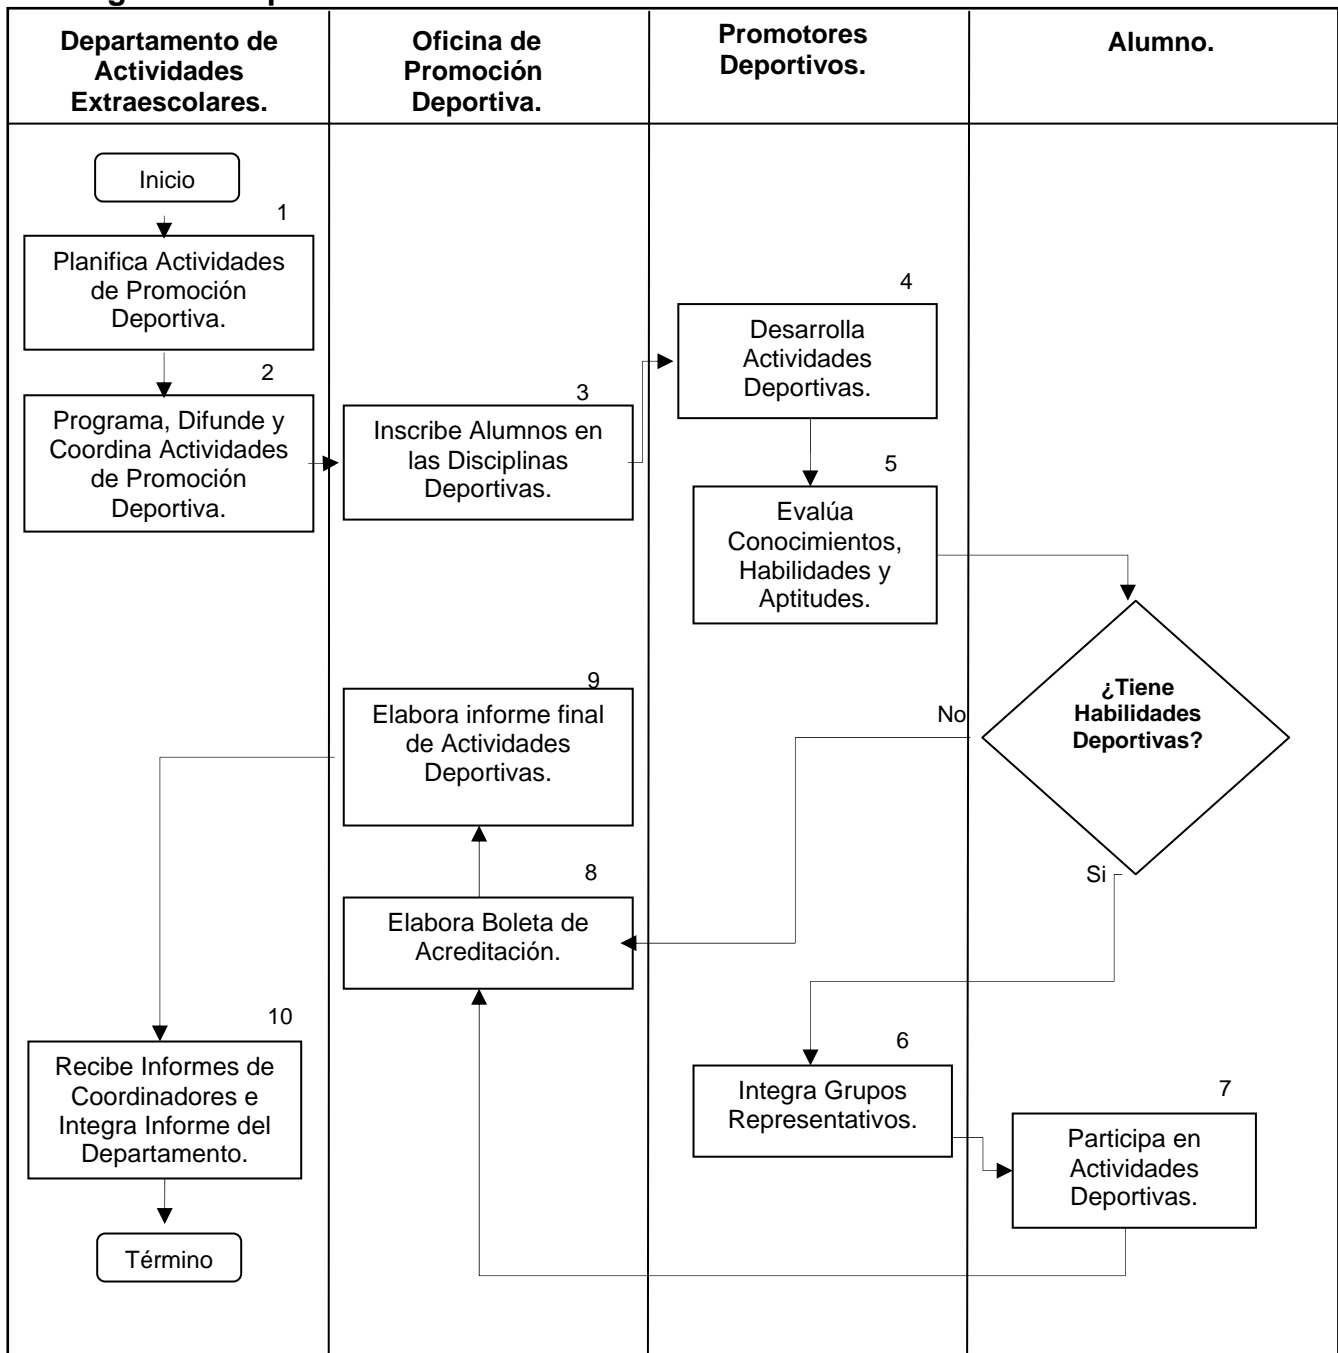 Departamento de
Actividades
Extraescolares.
Oficina de
Promoción
Deportiva.
Promotores
Deportivos.
Alumno.
Inicio
1
Planifica Actividades
de Promoción
Deportiva.
2
Programa, Difunde y
Coordina Actividades
de Promoción
Deportiva.
3
Inscribe Alumnos en
las Disciplinas
Deportivas.
4
Desarrolla
Actividades
Deportivas.
5
Evalúa
Conocimientos,
Habilidades y
Aptitudes.
¿Tiene
Habilidades
Deportivas?
No
Si
6
Integra Grupos
Representativos.
7
Participa en
Actividades
Deportivas.
8
Elabora Boleta de
Acreditación.
9
Elabora informe final
de Actividades
Deportivas.
10
Recibe Informes de
Coordinadores e
Integra Informe del
Departamento.
Término